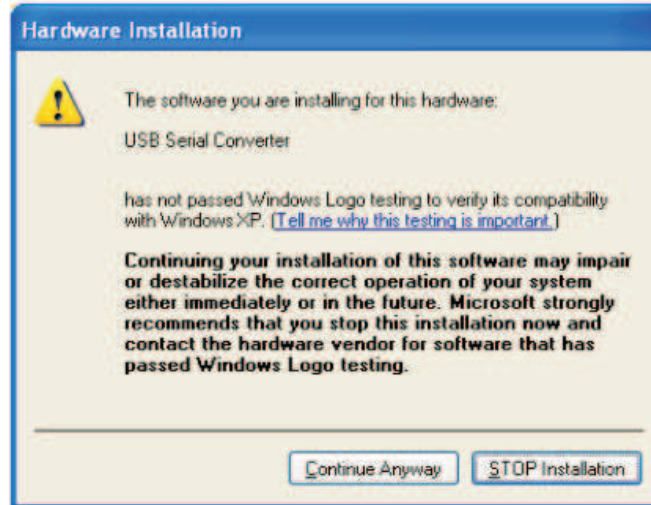 Hardware Installation
The software you are installing for this hardware:
USB Serial Converter
has not passed Windows Logo testing to verify its compatibility
with Windows XP. (Tell me why this testing is important.)
Continuing your installation of this software may impair
or destabilize the correct operation of your system
either immediately or in the future. Microsoft strongly
recommends that you stop this installation now and
contact the hardware vendor for software that has
passed Windows Logo testing.
Continue Anyway
STOP Installation